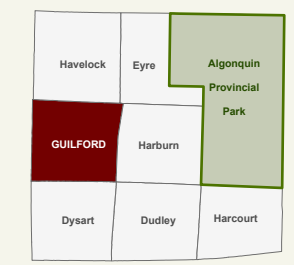 Havelock
Eyre
Algonquin
Provincial
Park
GUILFORD
Harburn
Dysart
Dudley
Harcourt